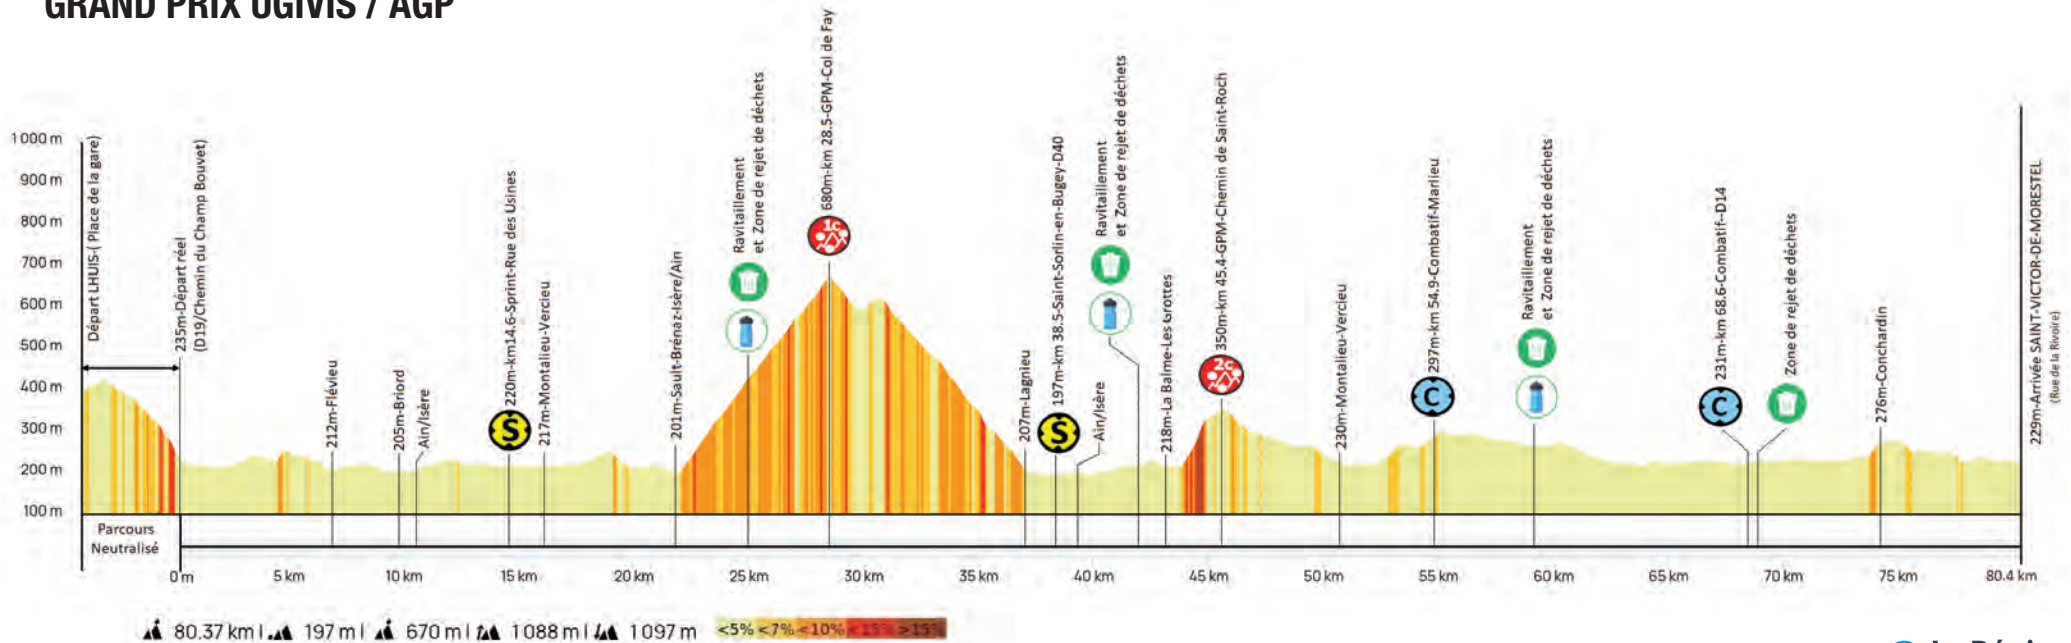 GRAND PRIX UGIVIS / AGP
1 000 m
900 m
800 m
700 m
600 m
500 m
400 m
300 m
200 m
100 m
Départ LHUIS-( Place de la gare)
235m-Départ réel
(D19/Chemin du Champ Bouvet)
212m-Flévieu
205m-Briord
Ain/Isère
220m-km14.6-Sprint-Rue des Usines
S
217m-Montalieu-Vercieu
201m-Sault-Brénaz-Isère/Ain
Ravitaillement
et Zone de rejet de déchets
680m-km 28.5-GPM-Col de Fay
1c
207m-Lagnieu
197m-km 38.5-Saint-Sorlin-en-Bugey-D40
S
Ain/Isère
Ravitaillement
et Zone de rejet de déchets
218m-La Balme-Les Grottes
350m-km 45.4-GPM-Chemin de Saint-Roch
2c
230m-Montailieu-Vercieu
297m-km 54.9-Combatif-Marlieu
C
Ravitaillement
et Zone de rejet de déchets
231m-km 68.6-Combatif--D14
C
Zone de rejet de déchets
276m-Conchardin
229m-Arrivée SAINT-VICTOR-DE-MORESTEL
(Rue de la Rivoire)
Parcours
Neutralisé
0 m
5 km
10 km
15 km
20 km
25 km
30 km
35 km
40 km
45 km
50 km
55 km
60 km
65 km
70 km
75 km
80.4 km
80.37 km | 197 m | 670 m | 1 088 m | 1 097 m
<5% <7% <10% <15% >15%